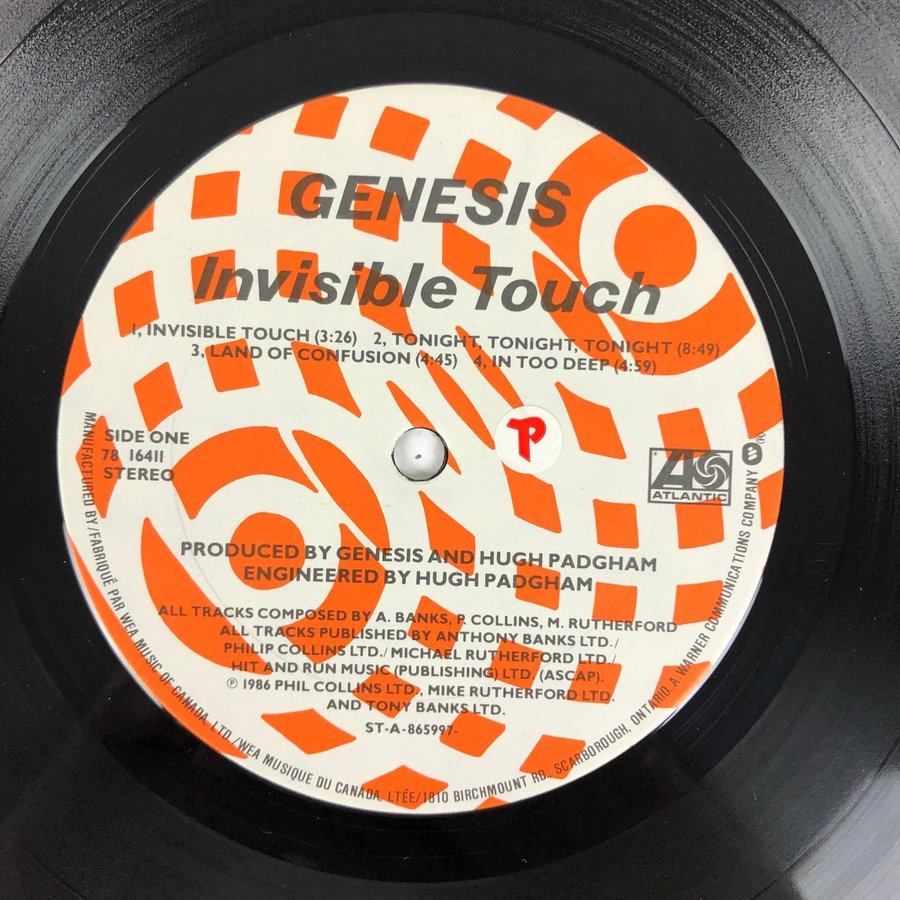 GENESIS
Invisible Touch
1, INVISIBLE TOUCH (3:26) 2, TONIGHT, TONIGHT, TONIGHT (8:49)
3, LAND OF CONFUSION (4:45) 4, IN TOO DEEP (4:59)
SIDE ONE
78 16411
STEREO
P
ATLANTIC
PRODUCED BY GENESIS AND HUGH PADGHAM
ENGINEERED BY HUGH PADGHAM
ALL TRACKS COMPOSED BY A. BANKS, P. COLLINS, M. RUTHERFORD
ALL TRACKS PUBLISHED BY ANTHONY BANKS LTD./
PHILIP COLLINS LTD./ MICHAEL RUTHERFORD LTD./
HIT AND RUN MUSIC (PUBLISHING) LTD. (ASCAP).
℗ 1986 PHIL COLLINS LTD., MIKE RUTHERFORD LTD.
AND TONY BANKS LTD.
ST-A-865997-
MANUFACTURED BY/FABRIQUÉ PAR WEA MUSIC OF CANADA, LTD./WEA MUSIQUE DU CANADA, LTÉE/1810 BIRCHMOUNT RD., SCARBOROUGH, ONTARIO. A WARNER COMMUNICATIONS COMPANY (R)